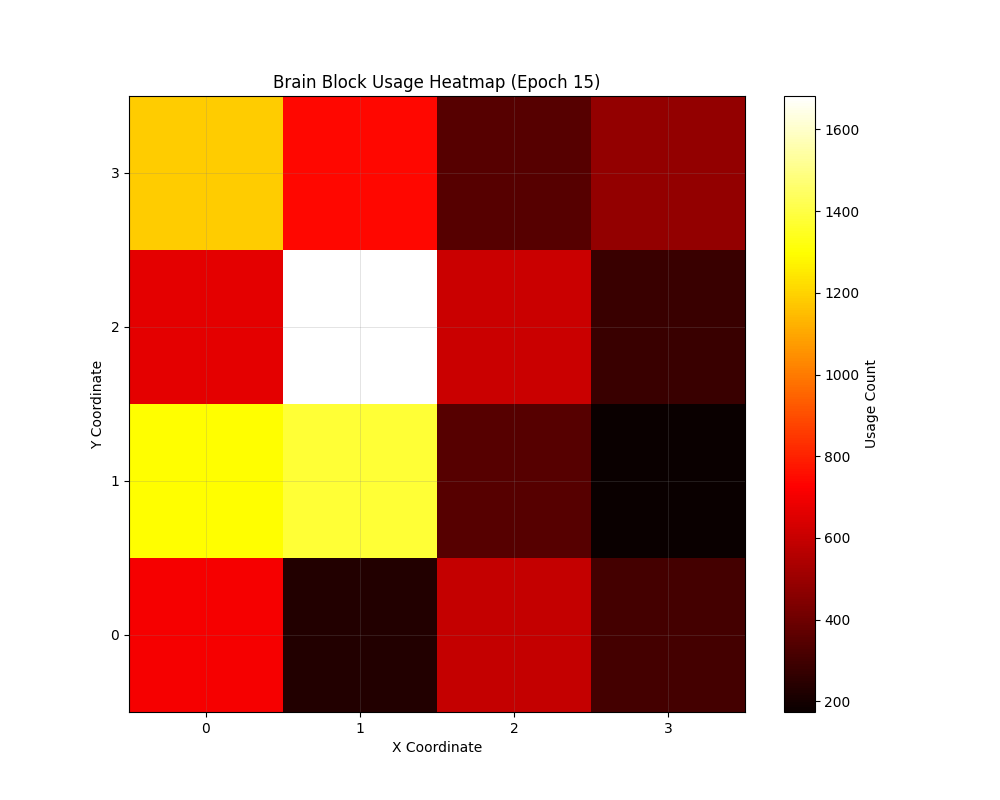 Brain Block Usage Heatmap (Epoch 15)
3
2
1
0
Y Coordinate
0 1 2 3
X Coordinate
1600
1400
1200
1000
800
600
400
200
Usage Count